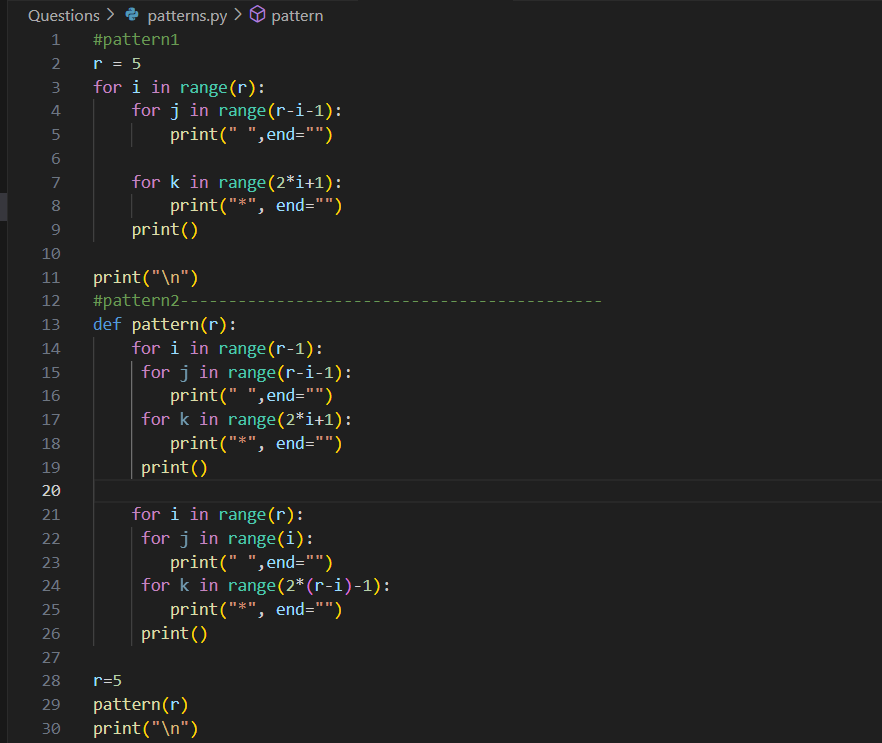 Questions > patterns.py > pattern
1 #pattern1
2 r = 5
3 for i in range(r):
4     for j in range(r-i-1):
5         print(" ",end="")
6
7     for k in range(2*i+1):
8         print("*", end="")
9     print()
10
11 print("\n")
12 #pattern2--------------------------------------------
13 def pattern(r):
14     for i in range(r-1):
15      for j in range(r-i-1):
16         print(" ",end="")
17      for k in range(2*i+1):
18         print("*", end="")
19      print()
20
21     for i in range(r):
22      for j in range(i):
23         print(" ",end="")
24      for k in range(2*(r-i)-1):
25         print("*", end="")
26      print()
27
28 r=5
29 pattern(r)
30 print("\n")